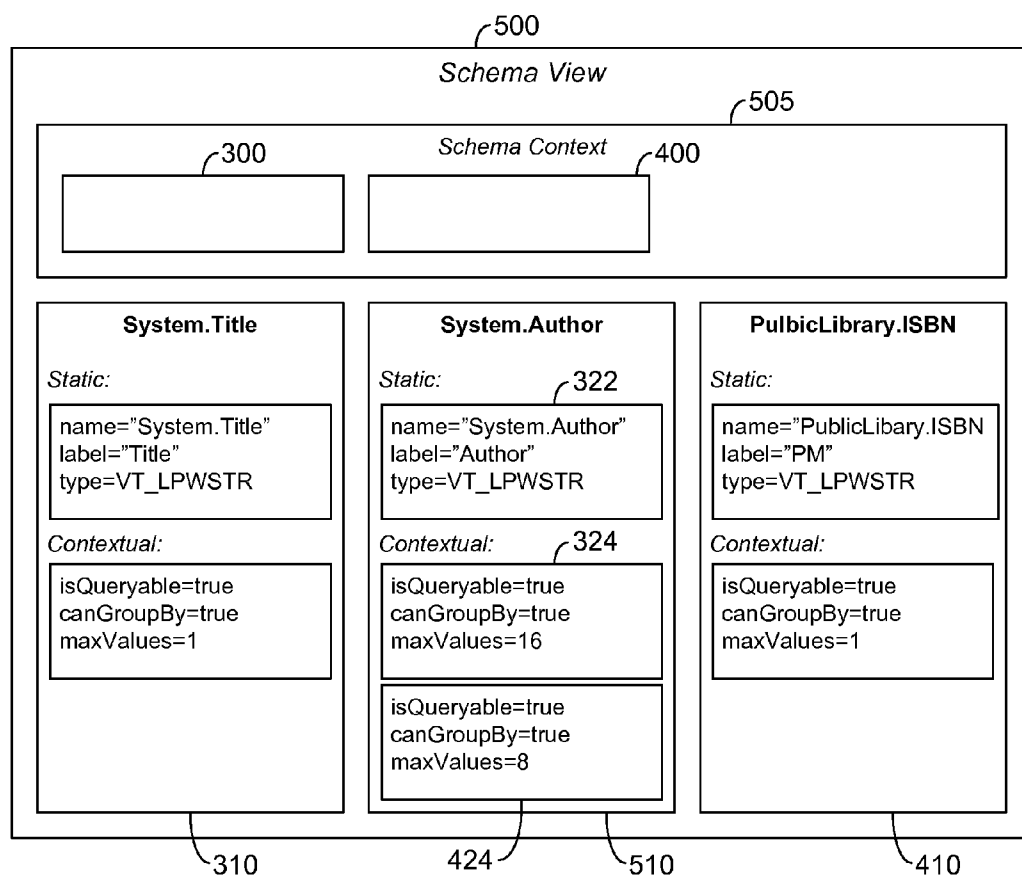 500
Schema View
505
Schema Context
300
400
System.Title
Static:
name="System.Title"
label="Title"
type=VT_LPWSTR
Contextual:
isQueryable=true
canGroupBy=true
maxValues=1
310
System.Author
Static:
322
name="System.Author"
label="Author"
type=VT_LPWSTR
Contextual:
324
isQueryable=true
canGroupBy=true
maxValues=16
isQueryable=true
canGroupBy=true
maxValues=8
424
510
PulbicLibrary.ISBN
Static:
name="PublicLibary.ISBN
label="PM"
type=VT_LPWSTR
Contextual:
isQueryable=true
canGroupBy=true
maxValues=1
410